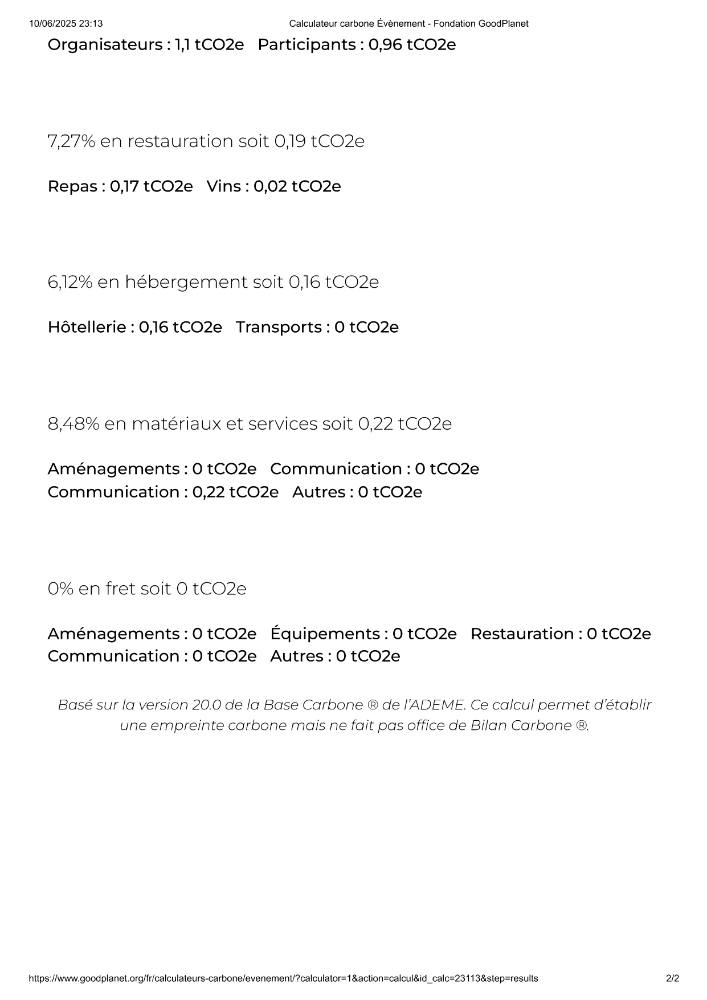 10/06/2025 23:13 Calculateur carbone Évènement - Fondation GoodPlanet
Organisateurs : 1,1 tCO2e Participants : 0,96 tCO2e
7,27% en restauration soit 0,19 tCO2e
Repas : 0,17 tCO2e Vins : 0,02 tCO2e
6,12% en hébergement soit 0,16 tCO2e
Hôtellerie : 0,16 tCO2e Transports : 0 tCO2e
8,48% en matériaux et services soit 0,22 tCO2e
Aménagements : 0 tCO2e Communication : 0 tCO2e
Communication : 0,22 tCO2e Autres : 0 tCO2e
0% en fret soit 0 tCO2e
Aménagements : 0 tCO2e Équipements : 0 tCO2e Restauration : 0 tCO2e
Communication : 0 tCO2e Autres : 0 tCO2e
Basé sur la version 20.0 de la Base Carbone ® de l’ADEME. Ce calcul permet d’établir
une empreinte carbone mais ne fait pas office de Bilan Carbone ®.
https://www.goodplanet.org/fr/calculateurs-carbone/evenement/?calculator=1&action=calcul&id_calc=23113&step=results 2/2